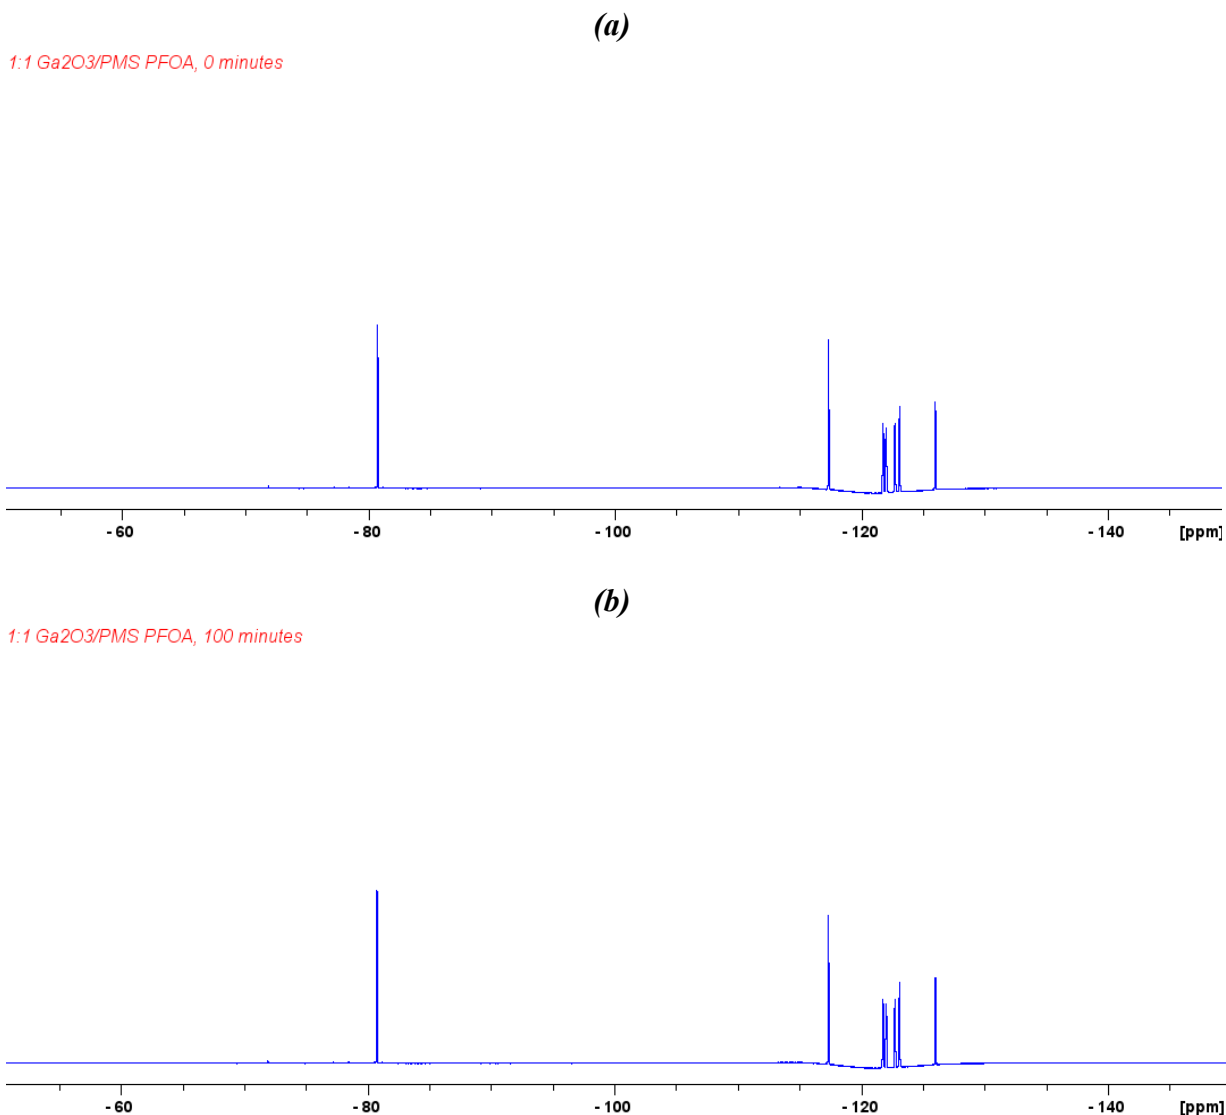 (a)
1:1 Ga2O3/PMS PFOA, 0 minutes
- 60 - 80 - 100 - 120 - 140 [ppm]
(b)
1:1 Ga2O3/PMS PFOA, 100 minutes
- 60 - 80 - 100 - 120 - 140 [ppm]